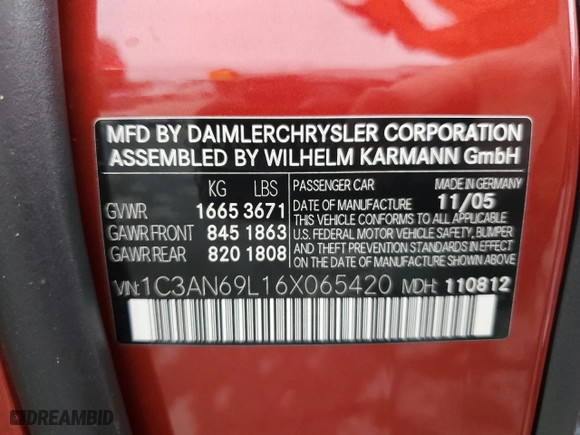 MFD BY DAIMLERCHRYSLER CORPORATION
ASSEMBLED BY WILHELM KARMANN GmbH
KG LBS
GVWR 1665 3671
GAWR FRONT 845 1863
GAWR REAR 820 1808
PASSENGER CAR MADE IN GERMANY
DATE OF MANUFACTURE 11/05
THIS VEHICLE CONFORMS TO ALL APPLICABLE
U.S. FEDERAL MOTOR VEHICLE SAFETY, BUMPER
AND THEFT PREVENTION STANDARDS IN EFFECT
ON THE DATE OF MANUFACTURE SHOWN ABOVE
VIN: 1C3AN69L16X065420 MDH: 110812
DREAMBID